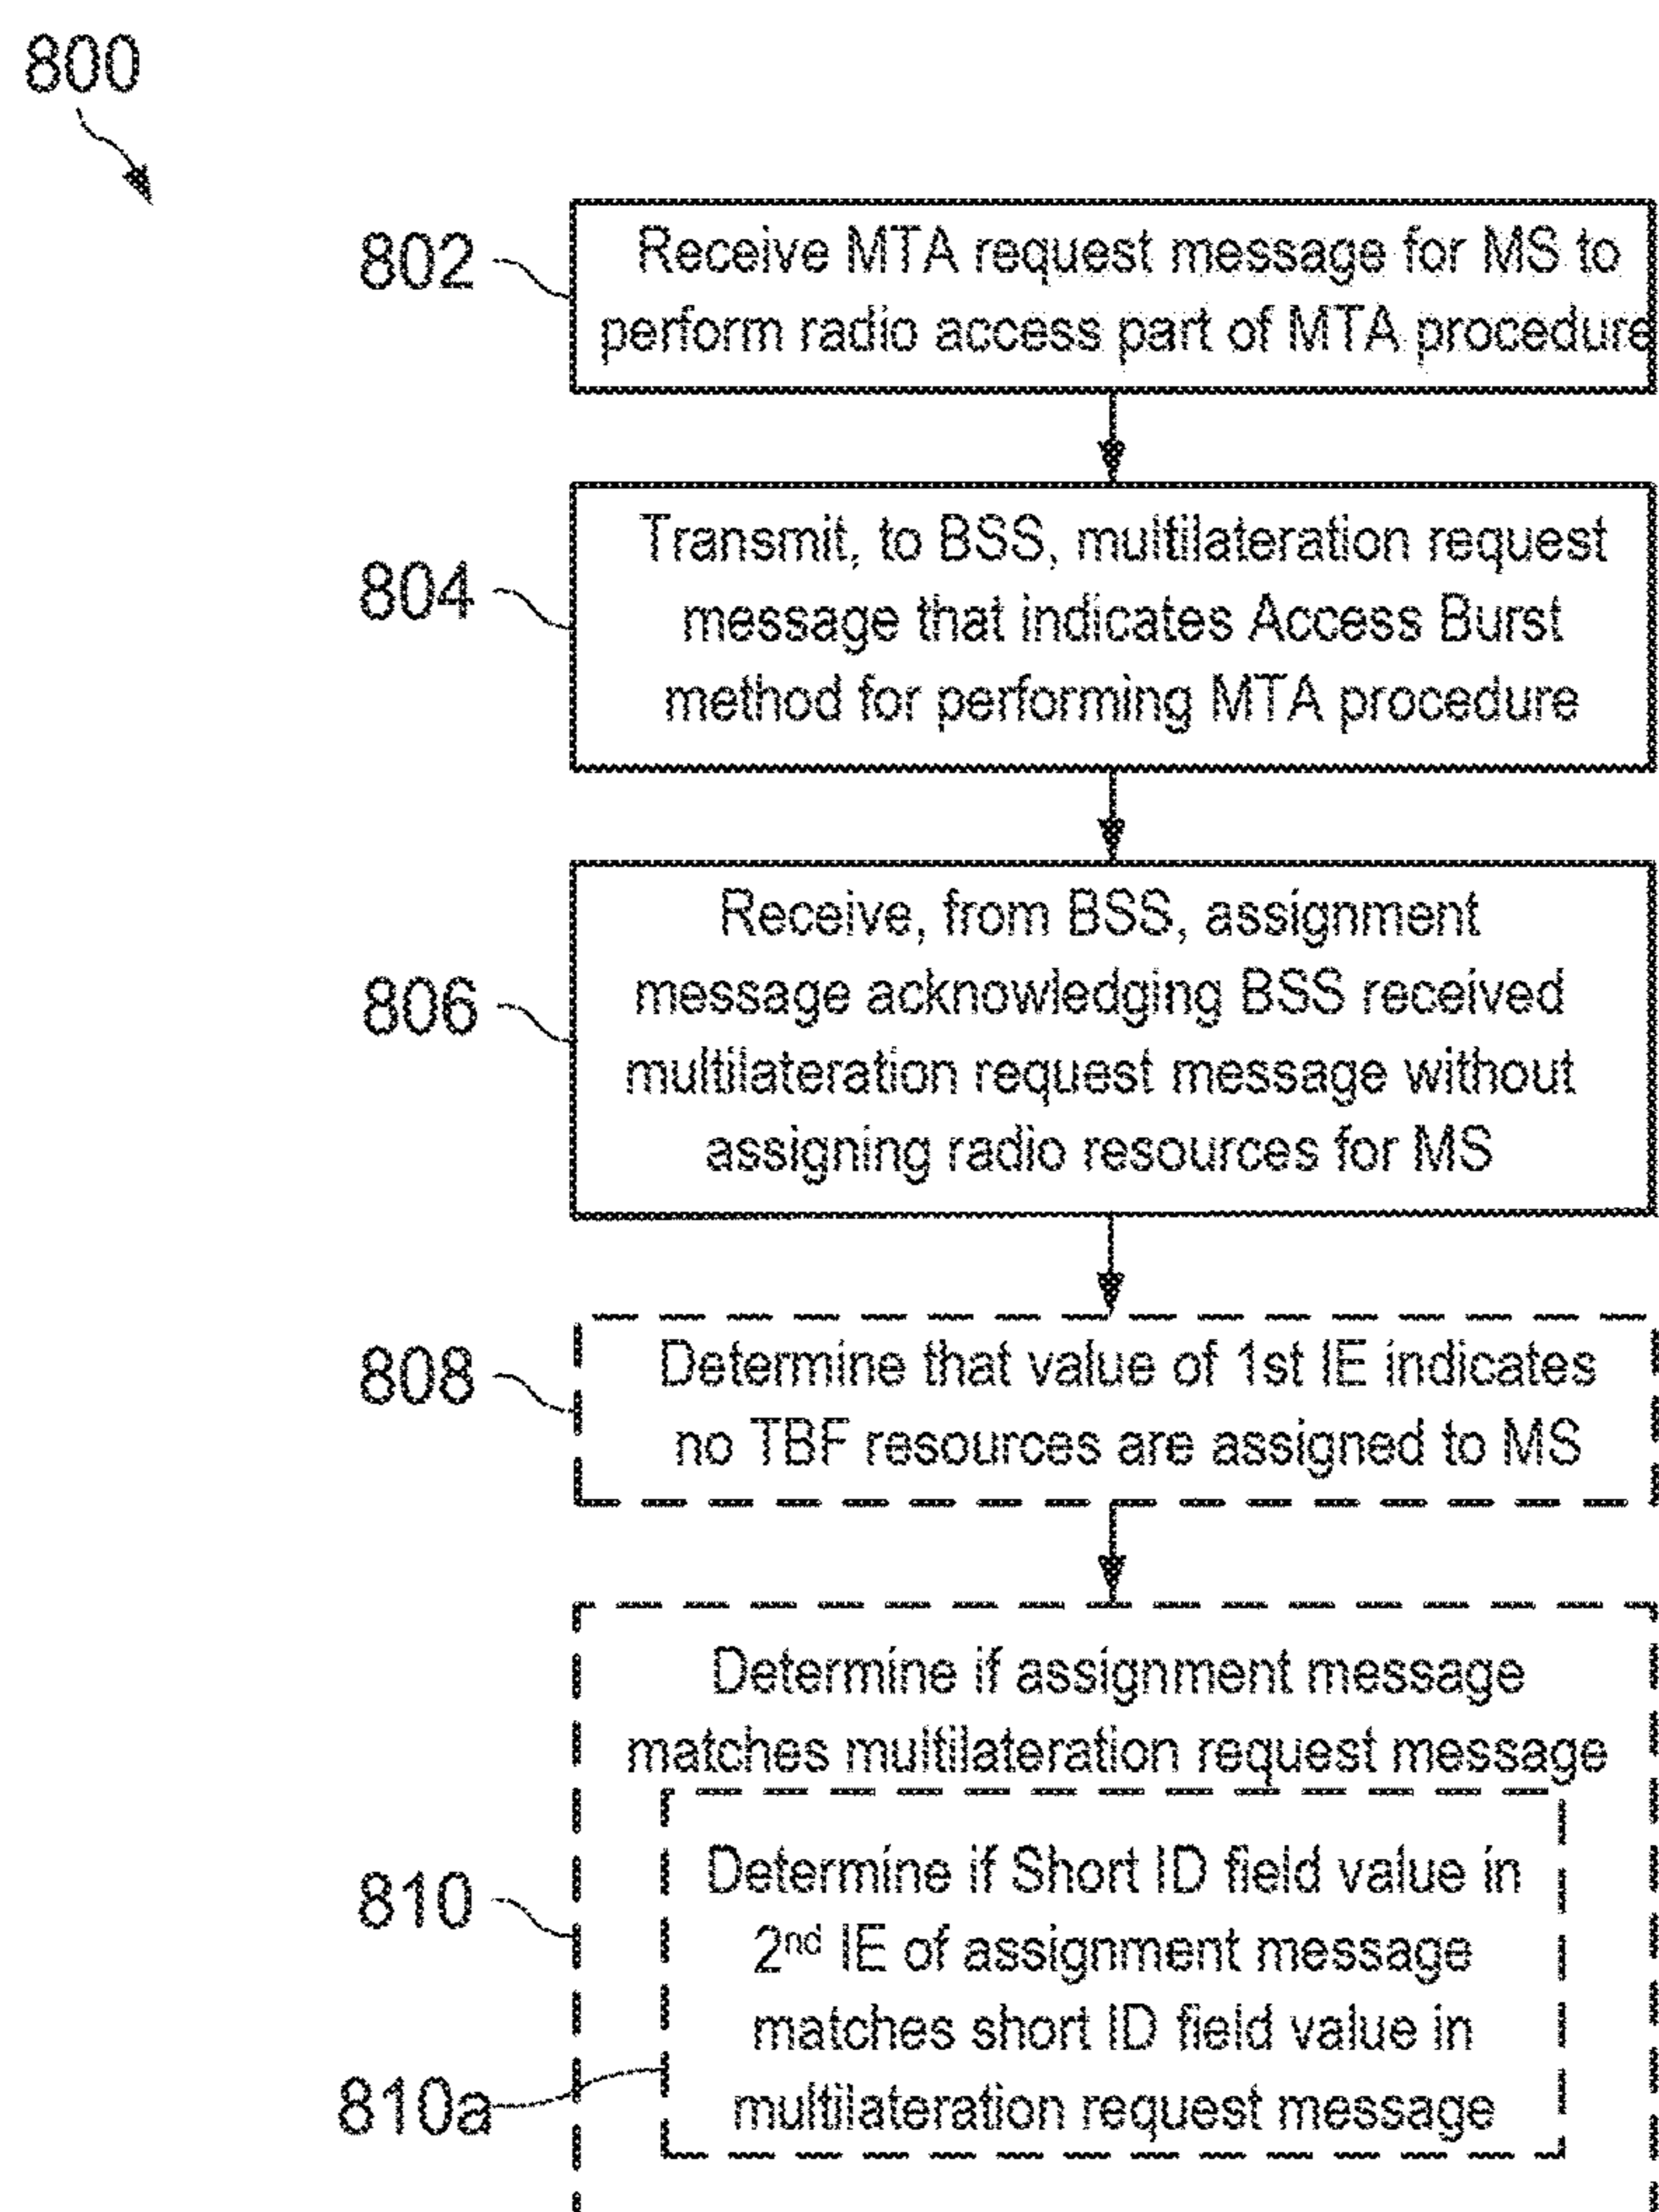 800
802
Receive MTA request message for MS to
perform radio access part of MTA procedure
804
Transmit, to BSS, multilateration request
message that indicates Access Burst
method for performing MTA procedure
806
Receive, from BSS, assignment
message acknowledging BSS received
multilateration request message without
assigning radio resources for MS
808
Determine that value of 1st IE indicates
no TBF resources are assigned to MS
810
Determine if assignment message
matches multilateration request message
810a
Determine if Short ID field value in
2nd IE of assignment message
matches short ID field value in
multilateration request message